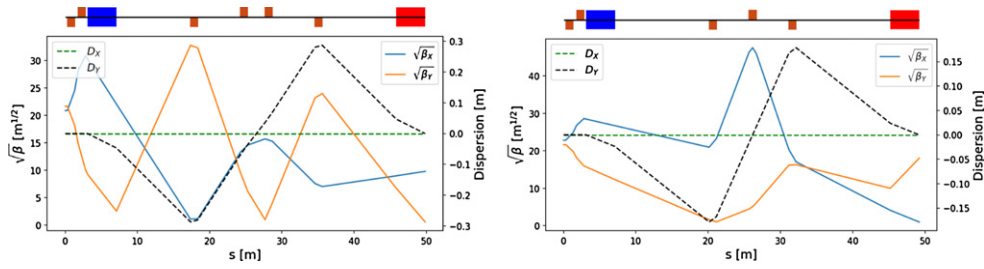 D_X
D_Y
√β_X
√β_Y
30
25
20
15
10
5
0
√β [m^1/2]
0.3
0.2
0.1
0.0
-0.1
-0.2
-0.3
Dispersion [m]
0 10 20 30 40 50
s [m]
D_X
D_Y
√β_X
√β_Y
40
30
20
10
0
√β [m^1/2]
0.15
0.10
0.05
0.00
-0.05
-0.10
-0.15
Dispersion [m]
0 10 20 30 40 50
s [m]